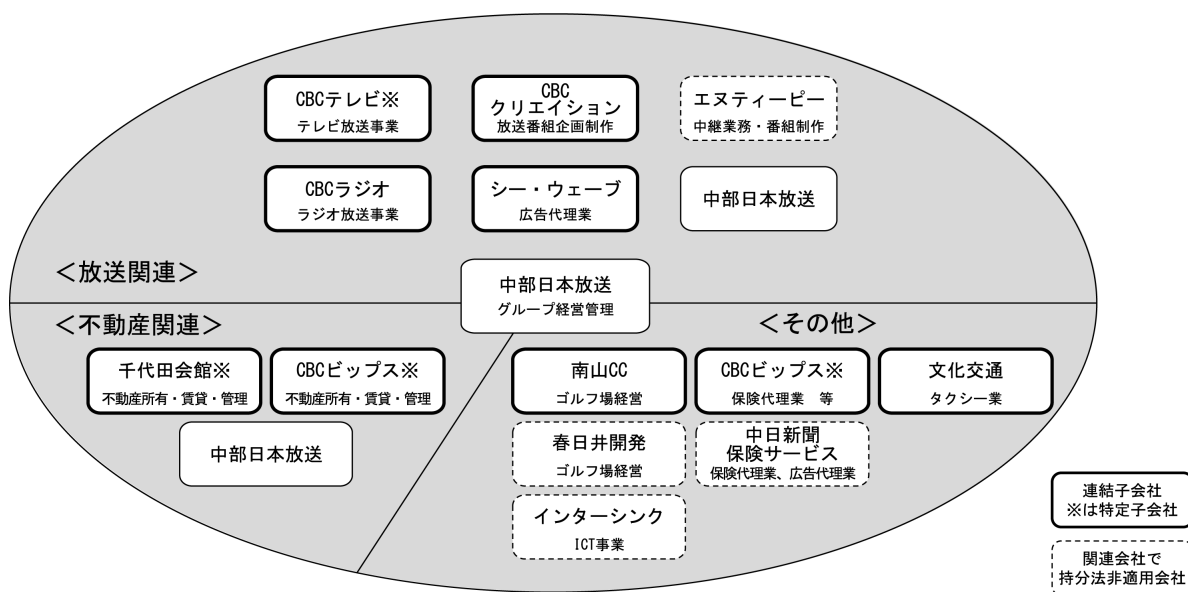 CBCテレビ※
テレビ放送事業
CBC
クリエイション
放送番組企画制作
エヌティーピー
中継業務・番組制作
CBCラジオ
ラジオ放送事業
シー・ウェーブ
広告代理業
中部日本放送
＜放送関連＞
中部日本放送
グループ経営管理
＜不動産関連＞
千代田会館※
不動産所有・賃貸・管理
CBCビップス※
不動産所有・賃貸・管理
中部日本放送
＜その他＞
南山CC
ゴルフ場経営
CBCビップス※
保険代理業　等
文化交通
タクシー業
春日井開発
ゴルフ場経営
中日新聞
保険サービス
保険代理業、広告代理業
インターシンク
ICT事業
連結子会社
※は特定子会社
関連会社で
持分法非適用会社